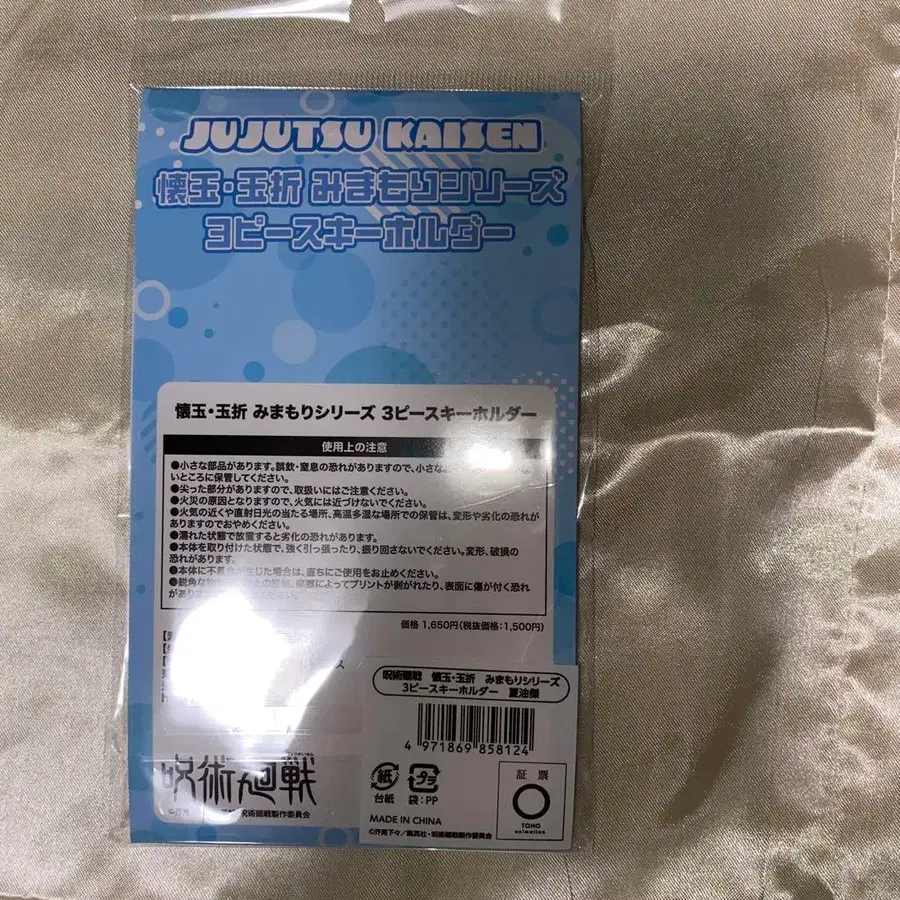 JUJUTSU KAISEN
懐玉・玉折 みまもりシリーズ
3ピースキーホルダー
懐玉・玉折 みまもりシリーズ 3ピースキーホルダー
使用上の注意
●小さな部品があります。誤飲・窒息の恐れがありますので、小さな
いところに保管してください。
●尖った部分がありますので、取扱いにはご注意ください。
●火災の原因となりますので、火気には近づけないでください。
●火気の近くや直射日光の当たる場所、高温多湿な場所での保管は、変形や劣化の恐れが
ありますのでおやめください。
●濡れた状態で放置すると劣化の恐れがあります。
●本体を取り付けた状態で、強く引っ張ったり、振り回さないでください。変形、破損の
恐れがあります。
●本体に不具合が生じた場合は、直ちにご使用をお止めください。
●鋭角な 摩擦によってプリントが剥がれたり、表面に傷が付く恐れ
があり
価格 1,650円(税抜価格:1,500円)
呪術廻戦 懐玉・玉折 みまもりシリーズ
3ピースキーホルダー 夏油傑
4 971869 858124
紙 プラ
台紙 袋:PP
証 票
TOHO
animation
MADE IN CHINA
©芥見下々/集英社・呪術廻戦製作委員会
呪術廻戦
呪術廻戦製作委員会